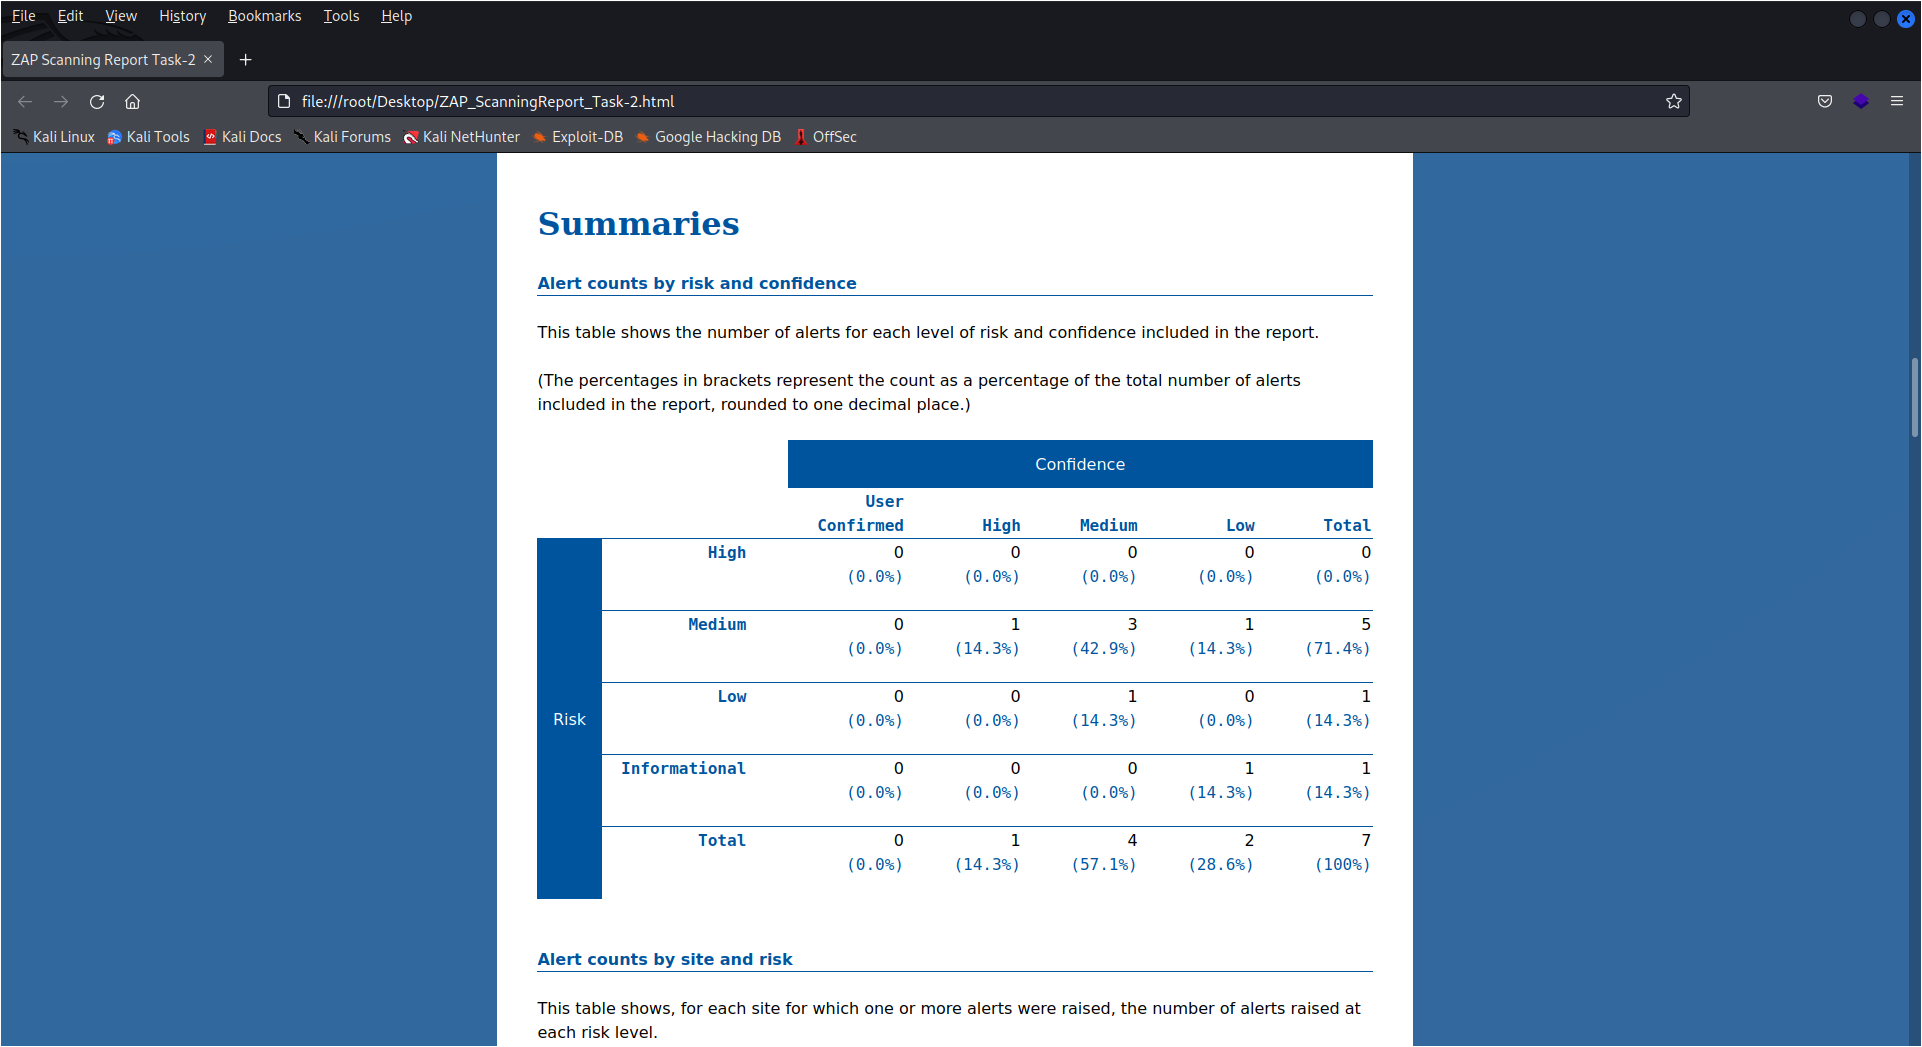 File Edit View History Bookmarks Tools Help
ZAP Scanning Report Task-2 × +
file:///root/Desktop/ZAP_ScanningReport_Task-2.html
Kali Linux Kali Tools Kali Docs Kali Forums Kali NetHunter Exploit-DB Google Hacking DB OffSec
Summaries
Alert counts by risk and confidence
This table shows the number of alerts for each level of risk and confidence included in the report.
(The percentages in brackets represent the count as a percentage of the total number of alerts
included in the report, rounded to one decimal place.)
Confidence
User
Confirmed High Medium Low Total
High 0 0 0 0 0
(0.0%) (0.0%) (0.0%) (0.0%) (0.0%)
Medium 0 1 3 1 5
(0.0%) (14.3%) (42.9%) (14.3%) (71.4%)
Low 0 0 1 0 1
Risk (0.0%) (0.0%) (14.3%) (0.0%) (14.3%)
Informational 0 0 0 1 1
(0.0%) (0.0%) (0.0%) (14.3%) (14.3%)
Total 0 1 4 2 7
(0.0%) (14.3%) (57.1%) (28.6%) (100%)
Alert counts by site and risk
This table shows, for each site for which one or more alerts were raised, the number of alerts raised at
each risk level.